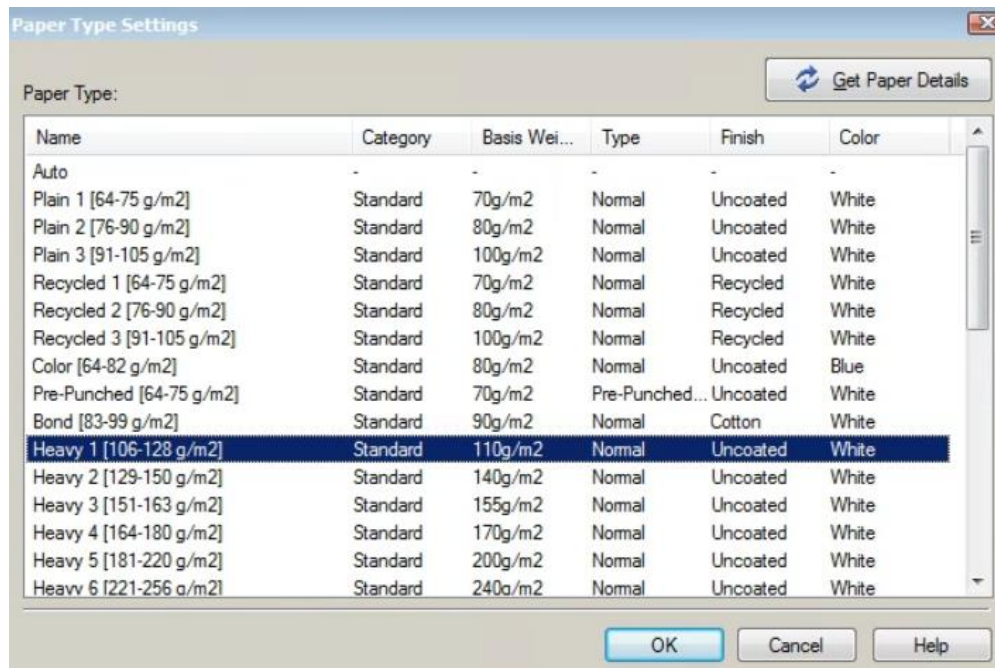 Paper Type Settings
Get Paper Details
Paper Type:
Name Category Basis Wei... Type Finish Color
Auto - - - - -
Plain 1 [64-75 g/m2] Standard 70g/m2 Normal Uncoated White
Plain 2 [76-90 g/m2] Standard 80g/m2 Normal Uncoated White
Plain 3 [91-105 g/m2] Standard 100g/m2 Normal Uncoated White
Recycled 1 [64-75 g/m2] Standard 70g/m2 Normal Recycled White
Recycled 2 [76-90 g/m2] Standard 80g/m2 Normal Recycled White
Recycled 3 [91-105 g/m2] Standard 100g/m2 Normal Recycled White
Color [64-82 g/m2] Standard 80g/m2 Normal Uncoated Blue
Pre-Punched [64-75 g/m2] Standard 70g/m2 Pre-Punched... Uncoated White
Bond [83-99 g/m2] Standard 90g/m2 Normal Cotton White
Heavy 1 [106-128 g/m2] Standard 110g/m2 Normal Uncoated White
Heavy 2 [129-150 g/m2] Standard 140g/m2 Normal Uncoated White
Heavy 3 [151-163 g/m2] Standard 155g/m2 Normal Uncoated White
Heavy 4 [164-180 g/m2] Standard 170g/m2 Normal Uncoated White
Heavy 5 [181-220 g/m2] Standard 200g/m2 Normal Uncoated White
Heavy 6 [221-256 g/m2] Standard 240g/m2 Normal Uncoated White
OK Cancel Help